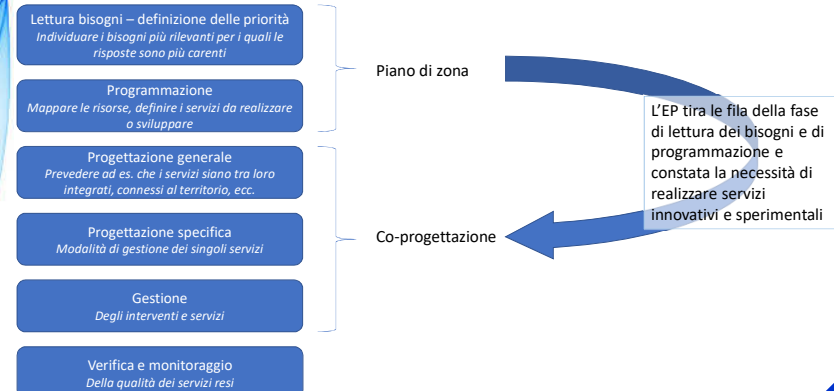 Lettura bisogni – definizione delle priorità
Individuare i bisogni più rilevanti per i quali le
risposte sono più carenti
Programmazione
Mappare le risorse, definire i servizi da realizzare
o sviluppare
Progettazione generale
Prevedere ad es. che i servizi siano tra loro
integrati, connessi al territorio, ecc.
Progettazione specifica
Modalità di gestione dei singoli servizi
Gestione
Degli interventi e servizi
Verifica e monitoraggio
Della qualità dei servizi resi
Piano di zona
Co-progettazione
L’EP tira le fila della fase
di lettura dei bisogni e di
programmazione e
constata la necessità di
realizzare servizi
innovativi e sperimentali